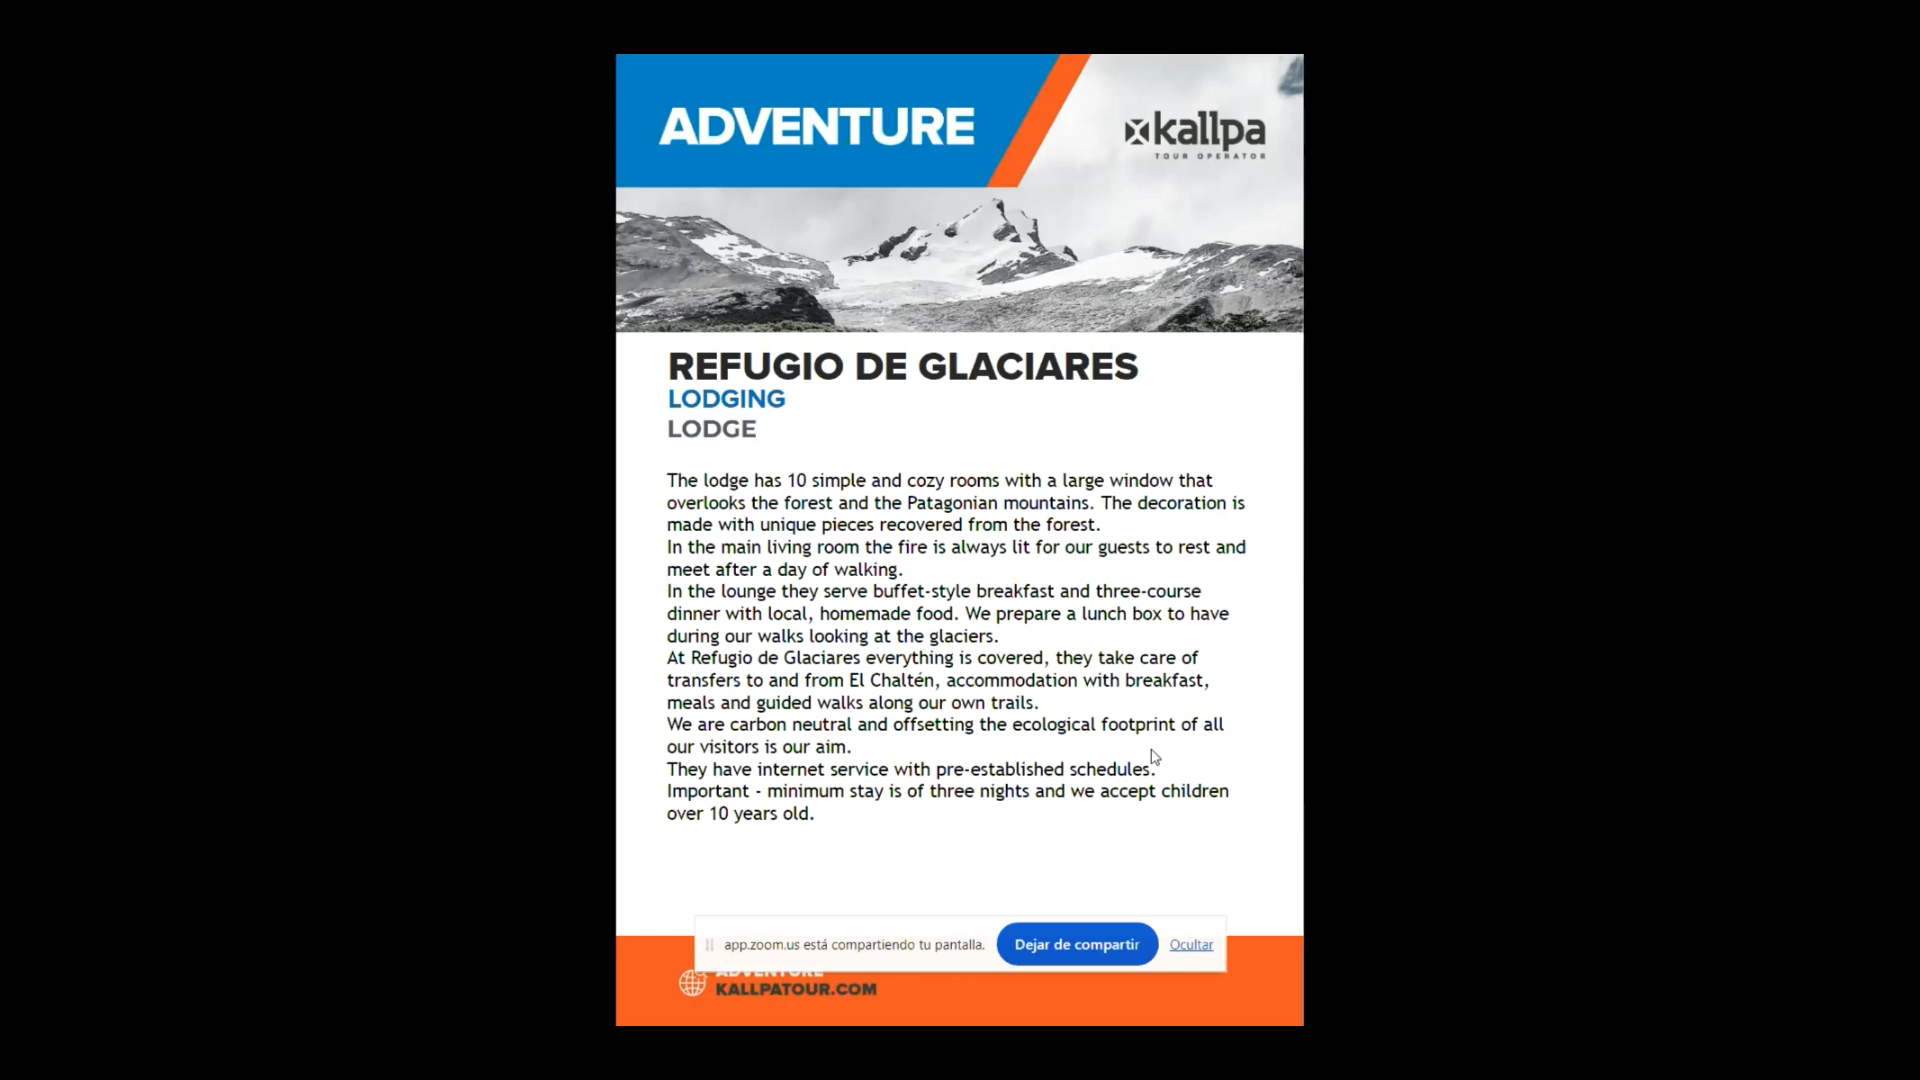 ADVENTURE
kallpa
TOUR OPERATOR
REFUGIO DE GLACIARES
LODGING
LODGE
The lodge has 10 simple and cozy rooms with a large window that
overlooks the forest and the Patagonian mountains. The decoration is
made with unique pieces recovered from the forest.
In the main living room the fire is always lit for our guests to rest and
meet after a day of walking.
In the lounge they serve buffet-style breakfast and three-course
dinner with local, homemade food. We prepare a lunch box to have
during our walks looking at the glaciers.
At Refugio de Glaciares everything is covered, they take care of
transfers to and from El Chaltén, accommodation with breakfast,
meals and guided walks along our own trails.
We are carbon neutral and offsetting the ecological footprint of all
our visitors is our aim.
They have internet service with pre-established schedules.
Important - minimum stay is of three nights and we accept children
over 10 years old.
app.zoom.us está compartiendo tu pantalla.
Dejar de compartir
Ocultar
ADVENTURE
KALLPATOUR.COM